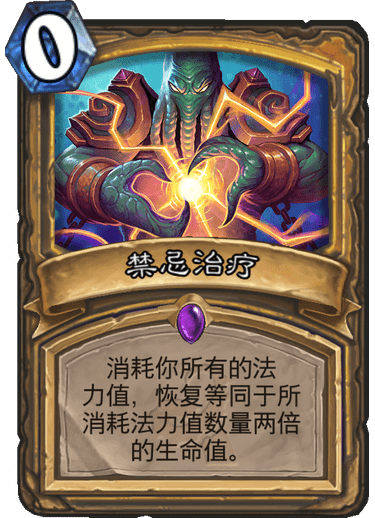 0
禁忌治疗
消耗你所有的法
力值，恢复等同于所
消耗法力值数量两倍
的生命值。